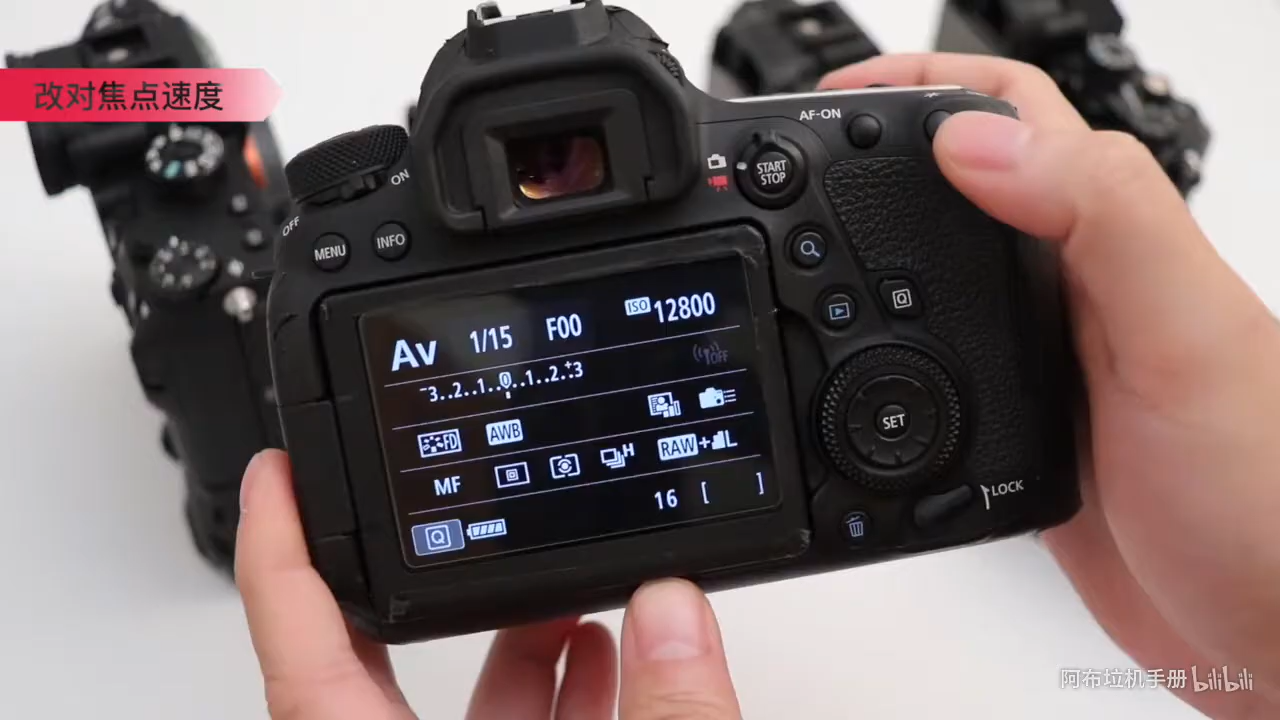 改对焦点速度
AF-ON
ON
OFF
START
STOP
MENU
INFO
Av 1/15 F00 ISO 12800
-3..2..1..0..1..2..+3
OFF
FD AWB
MF H RAW+L
16 [ ]
Q
Q
SET
LOCK
阿布垃机手册 bilibili